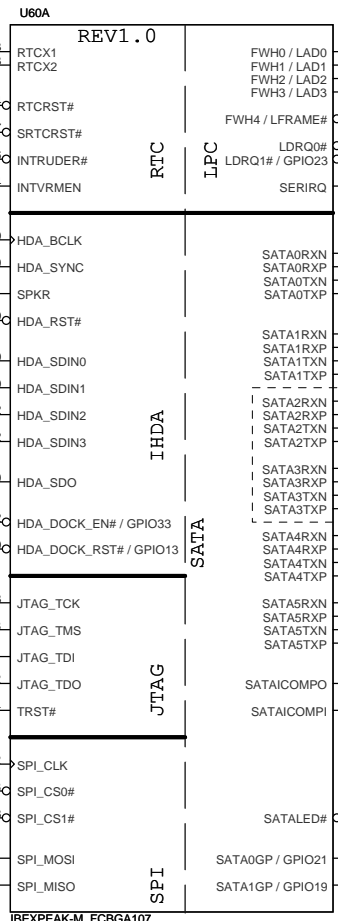 U60A
REV1.0
RTCX1
RTCX2
RTCRST#
SRTCRST#
INTRUDER#
INTVRMEN
RTC
LPC
FWH0 / LAD0
FWH1 / LAD1
FWH2 / LAD2
FWH3 / LAD3
FWH4 / LFRAME#
LDRQ0#
LDRQ1# / GPIO23
SERIRQ
HDA_BCLK
HDA_SYNC
SPKR
HDA_RST#
HDA_SDIN0
HDA_SDIN1
HDA_SDIN2
HDA_SDIN3
HDA_SDO
HDA_DOCK_EN# / GPIO33
HDA_DOCK_RST# / GPIO13
IHDA
SATA
SATA0RXN
SATA0RXP
SATA0TXN
SATA0TXP
SATA1RXN
SATA1RXP
SATA1TXN
SATA1TXP
SATA2RXN
SATA2RXP
SATA2TXN
SATA2TXP
SATA3RXN
SATA3RXP
SATA3TXN
SATA3TXP
SATA4RXN
SATA4RXP
SATA4TXN
SATA4TXP
SATA5RXN
SATA5RXP
SATA5TXN
SATA5TXP
SATAICOMPO
SATAICOMPI
JTAG_TCK
JTAG_TMS
JTAG_TDI
JTAG_TDO
TRST#
JTAG
SPI_CLK
SPI_CS0#
SPI_CS1#
SPI_MOSI
SPI_MISO
SPI
SATALED#
SATA0GP / GPIO21
SATA1GP / GPIO19
IBEXPEAK-M_FCBGA107